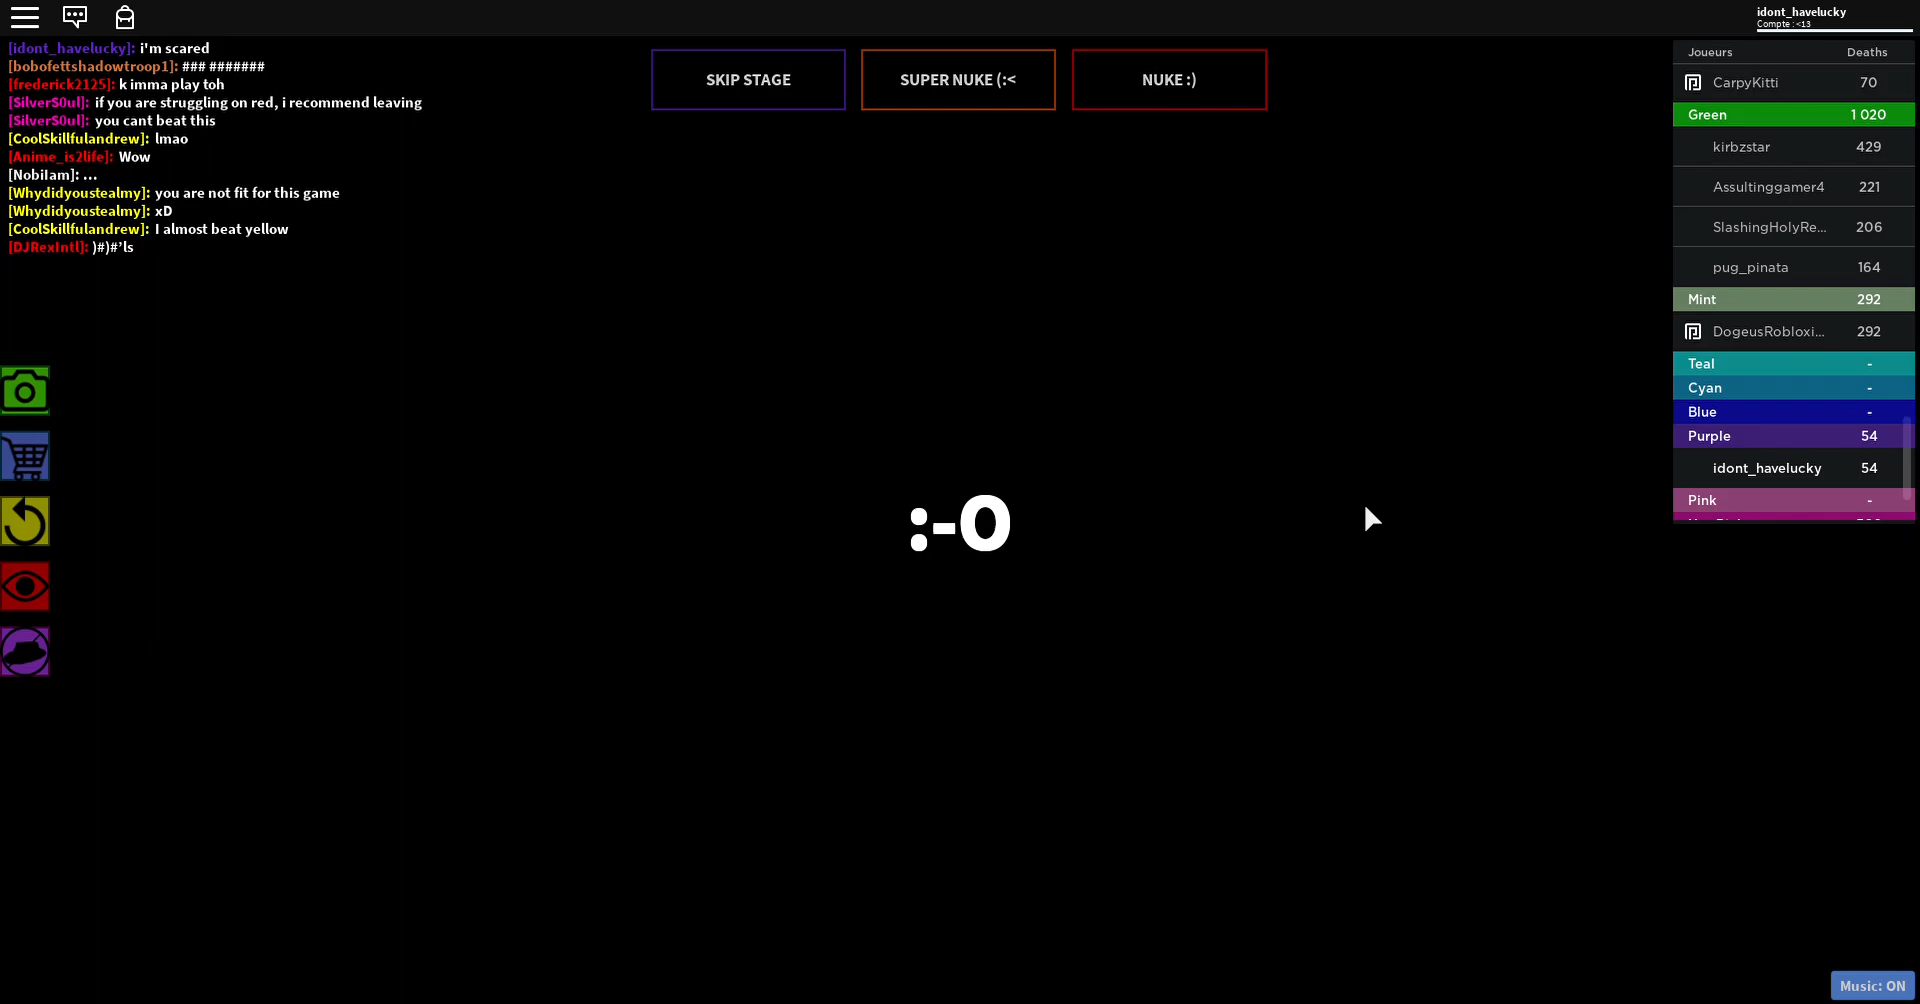 idont_havelucky
Compte : <13
[idont_havelucky]: i'm scared
[bobofettshadowtroop1]: ### #######
[frederick2125]: k imma play toh
[SilverS0ul]: if you are struggling on red, i recommend leaving
[SilverS0ul]: you cant beat this
[CoolSkillfulandrew]: lmao
[Anime_is2life]: Wow
[NobiIam]: ...
[Whydidyoustealmy]: you are not fit for this game
[Whydidyoustealmy]: xD
[CoolSkillfulandrew]: I almost beat yellow
[DJRexIntl]: )#)#'ls
SKIP STAGE
SUPER NUKE (:<
NUKE :)
:-O
Joueurs Deaths
CarpyKitti 70
Green 1 020
kirbzstar 429
Assultinggamer4 221
SlashingHolyRe... 206
pug_pinata 164
Mint 292
DogeusRobloxi... 292
Teal -
Cyan -
Blue -
Purple 54
idont_havelucky 54
Pink -
Music: ON